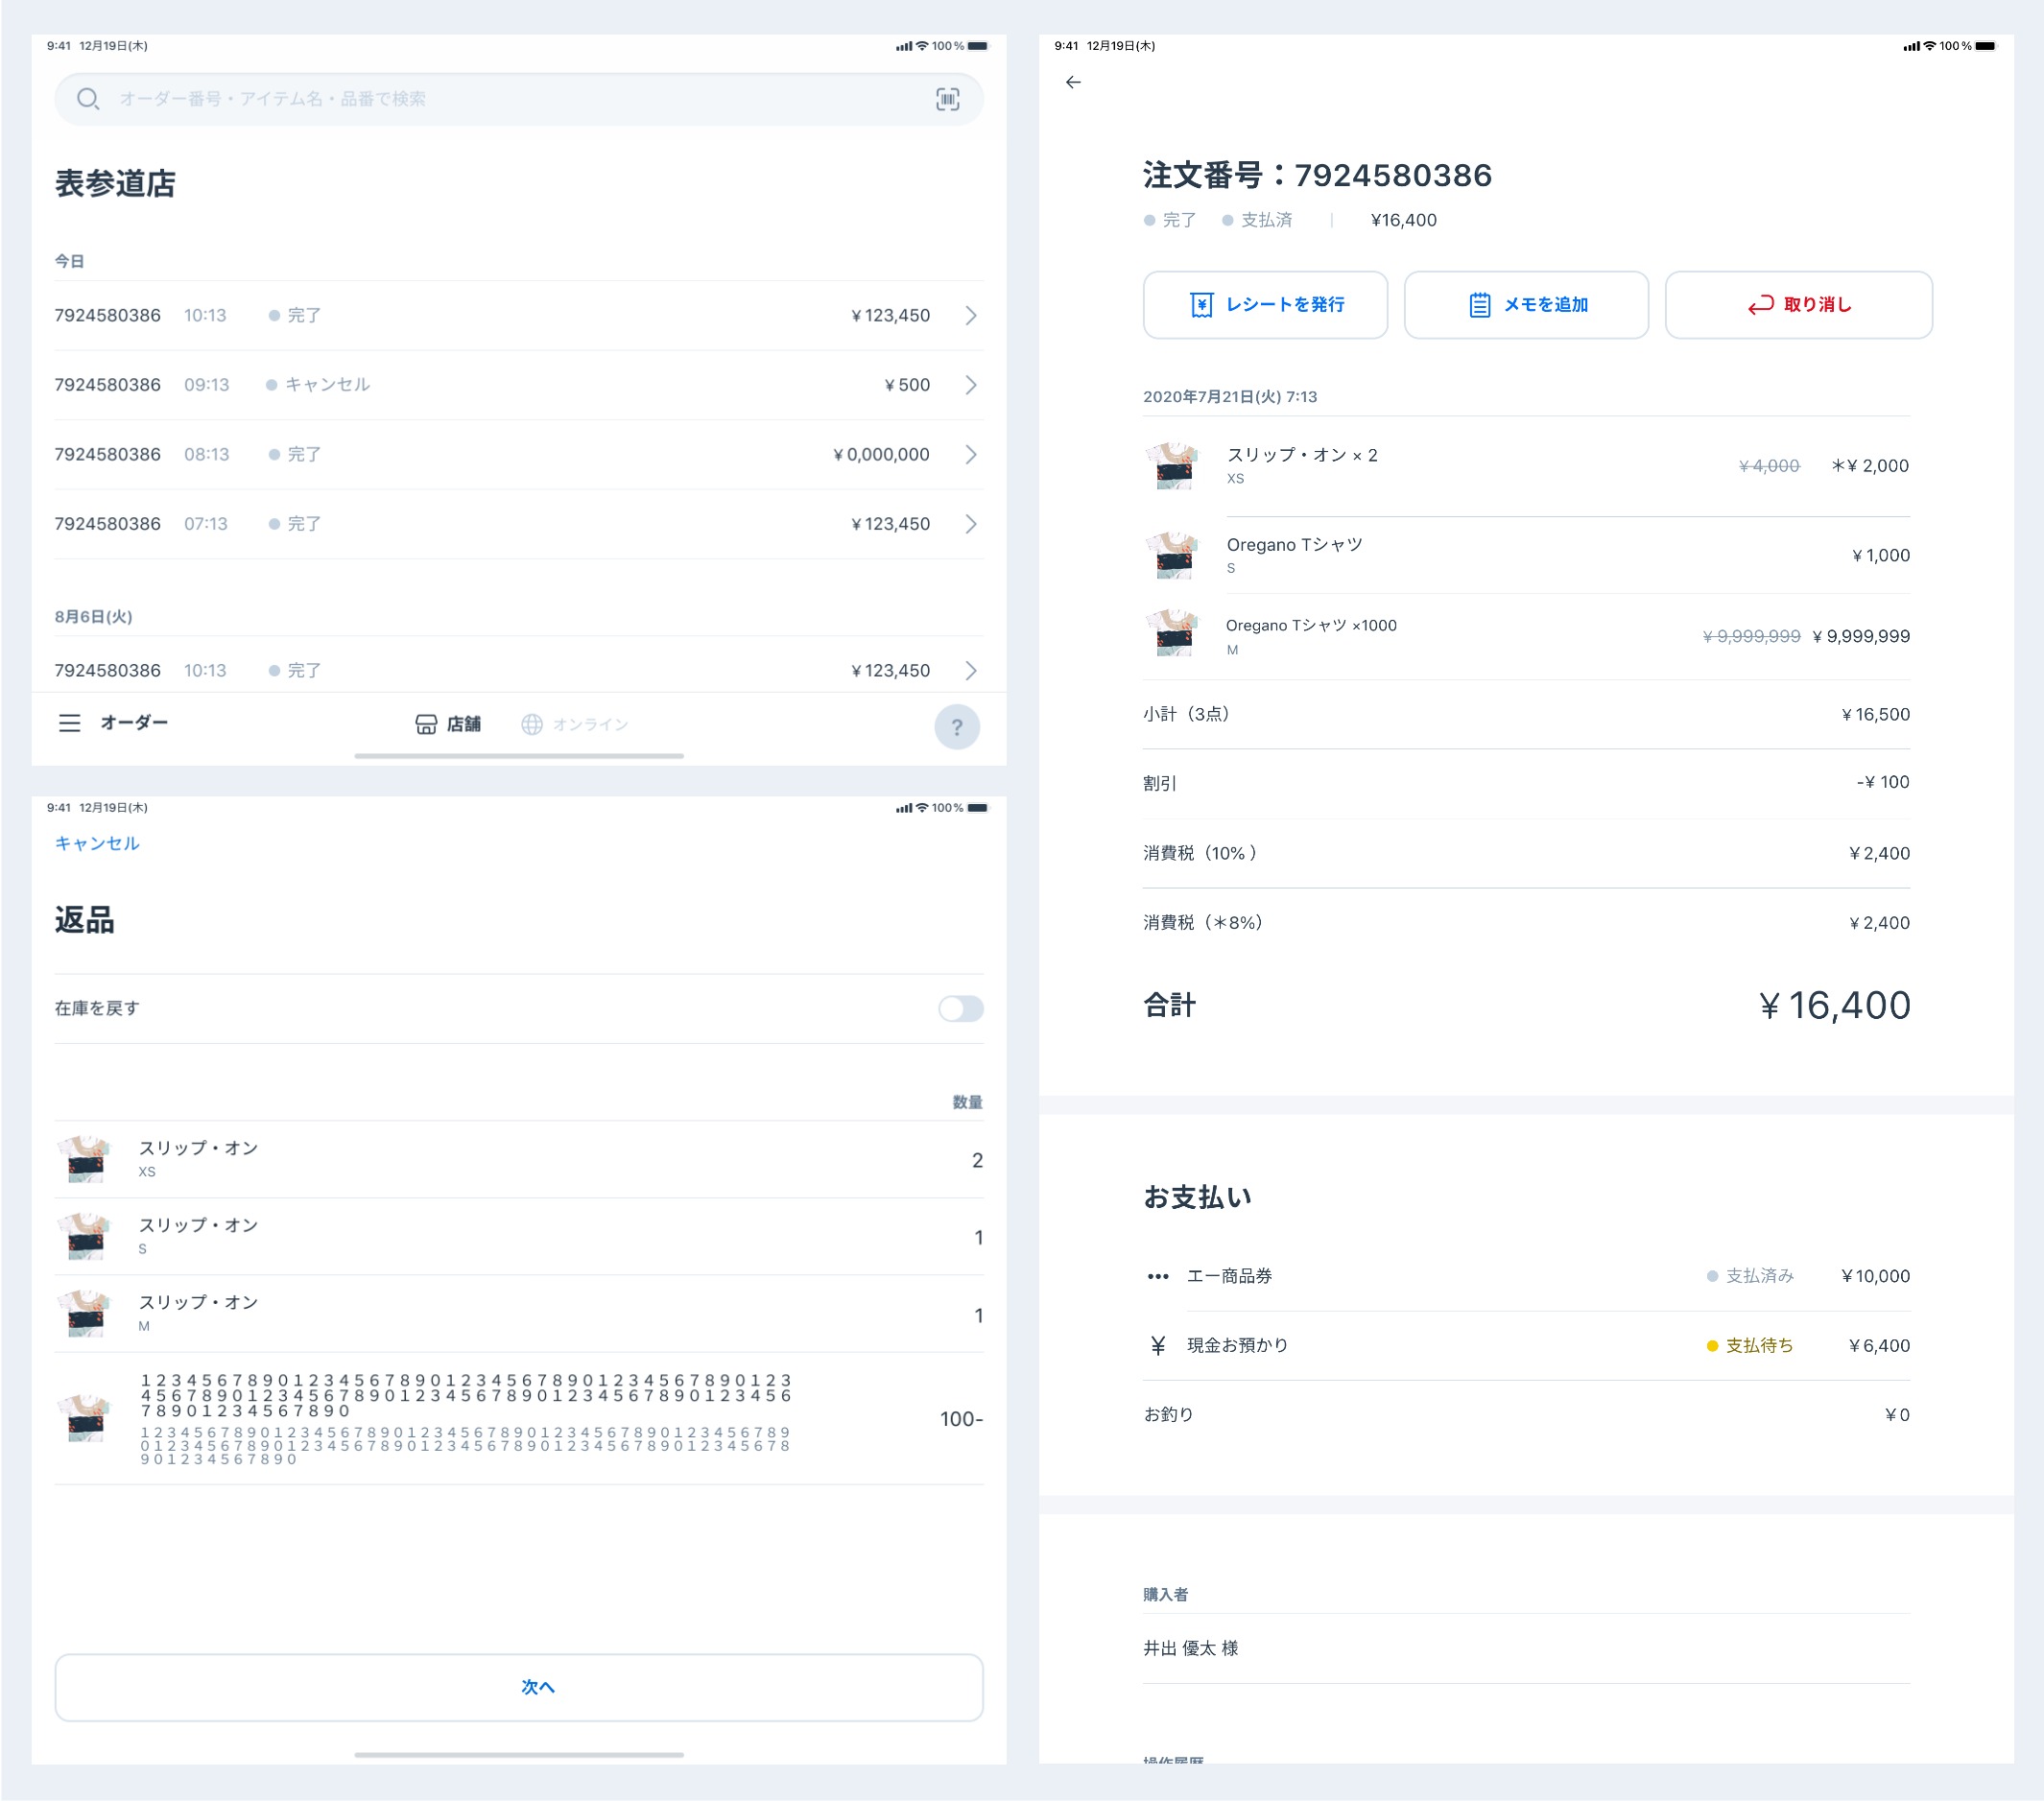 9:41 12月19日(木)
100%
オーダー番号・アイテム名・品番で検索
表参道店
今日
7924580386 10:13 完了 ¥123,450
7924580386 09:13 キャンセル ¥500
7924580386 08:13 完了 ¥0,000,000
7924580386 07:13 完了 ¥123,450
8月6日(火)
7924580386 10:13 完了 ¥123,450
オーダー 店舗 オンライン ?
9:41 12月19日(木)
100%
キャンセル
返品
在庫を戻す
数量
スリップ・オン
XS
2
スリップ・オン
S
1
スリップ・オン
M
1
1234567890123456789012345678901234567890123
4567890123456789012345678901234567890123456
78901234567890
1234567890123456789012345678901234567890123456789
0123456789012345678901234567890123456789012345678
901234567890
100-
次へ
9:41 12月19日(木)
100%
注文番号：7924580386
完了 支払済 | ¥16,400
レシートを発行 メモを追加 取り消し
2020年7月21日(火) 7:13
スリップ・オン × 2
XS
¥4,000 ＊¥ 2,000
Oregano Tシャツ
S
¥1,000
Oregano Tシャツ ×1000
M
¥9,999,999 ¥ 9,999,999
小計（3点） ¥16,500
割引 -¥ 100
消費税（10% ） ¥2,400
消費税（＊8%） ¥2,400
合計 ¥16,400
お支払い
エー商品券 支払済み ¥10,000
¥ 現金お預かり 支払待ち ¥6,400
お釣り ¥0
購入者
井出 優太 様
操作履歴